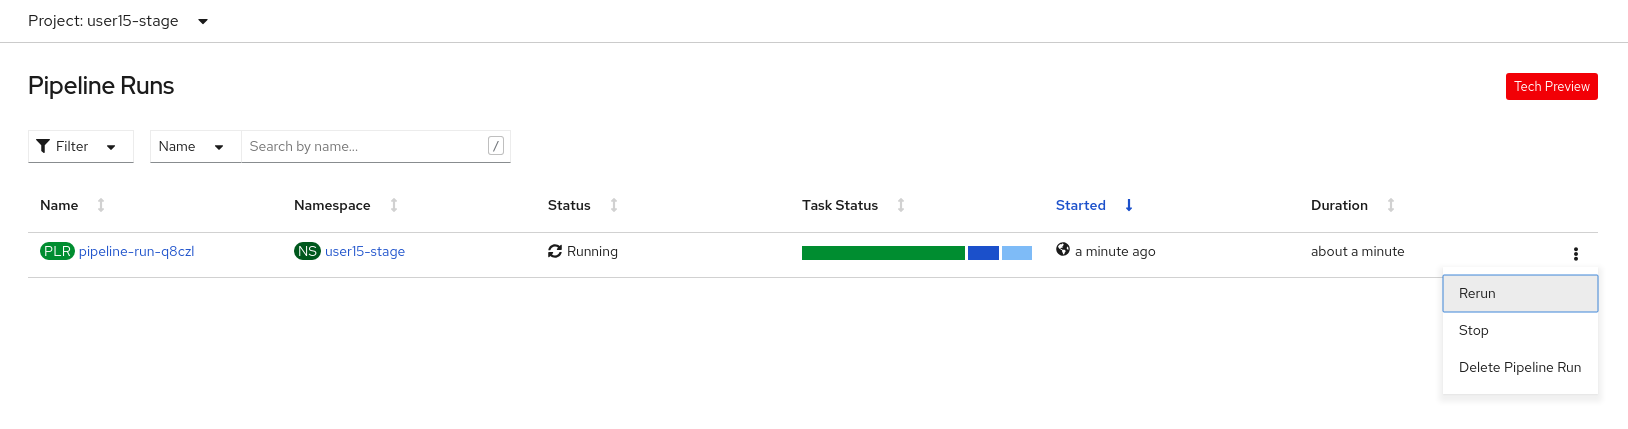 Project: user15-stage
Pipeline Runs
Tech Preview
Filter Name Search by name... /
Name Namespace Status Task Status Started Duration
PLR pipeline-run-q8czl NS user15-stage Running a minute ago about a minute
Rerun
Stop
Delete Pipeline Run